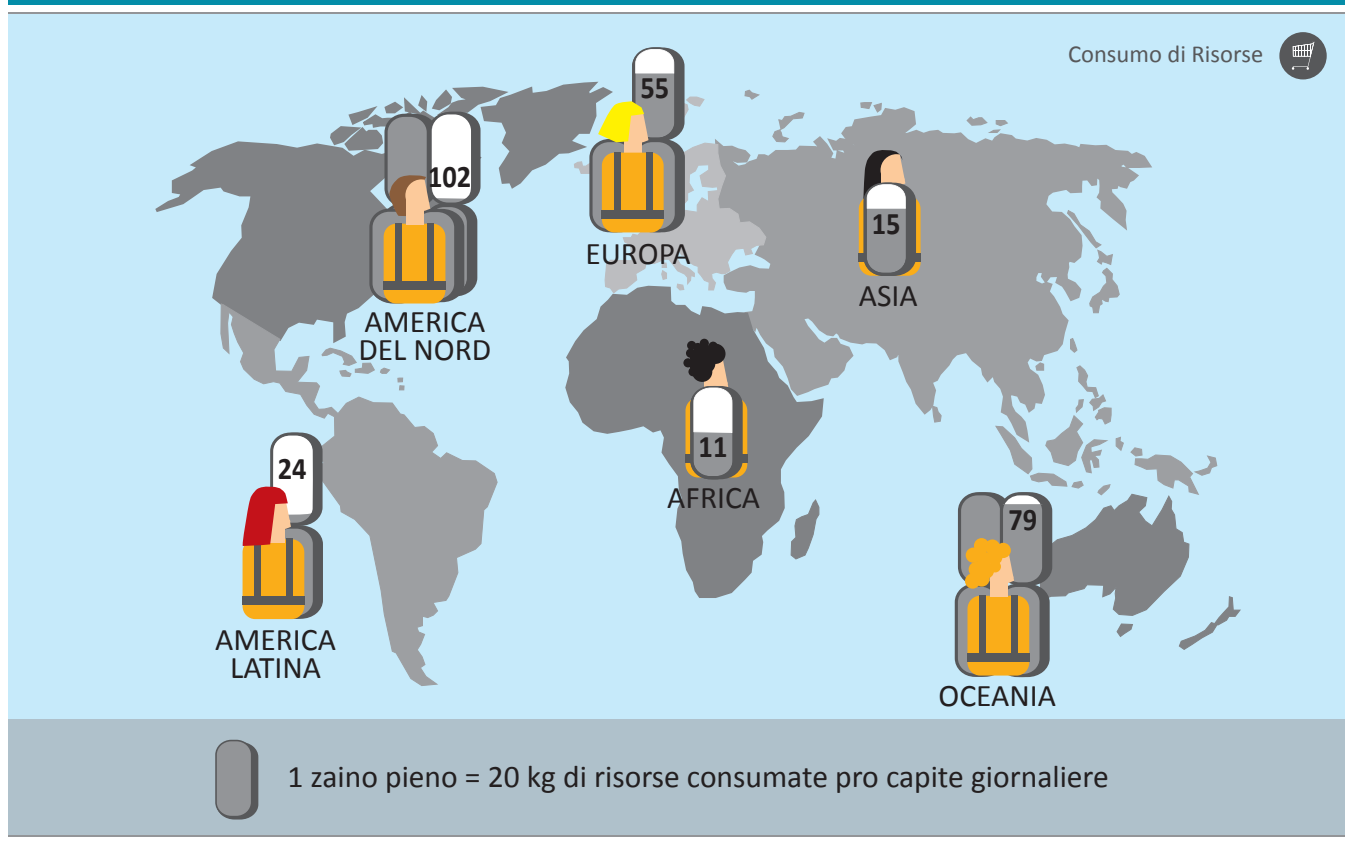 Consumo di Risorse
55
EUROPA
102
AMERICA
DEL NORD
15
ASIA
11
AFRICA
24
AMERICA
LATINA
79
OCEANIA
1 zaino pieno = 20 kg di risorse consumate pro capite giornaliere